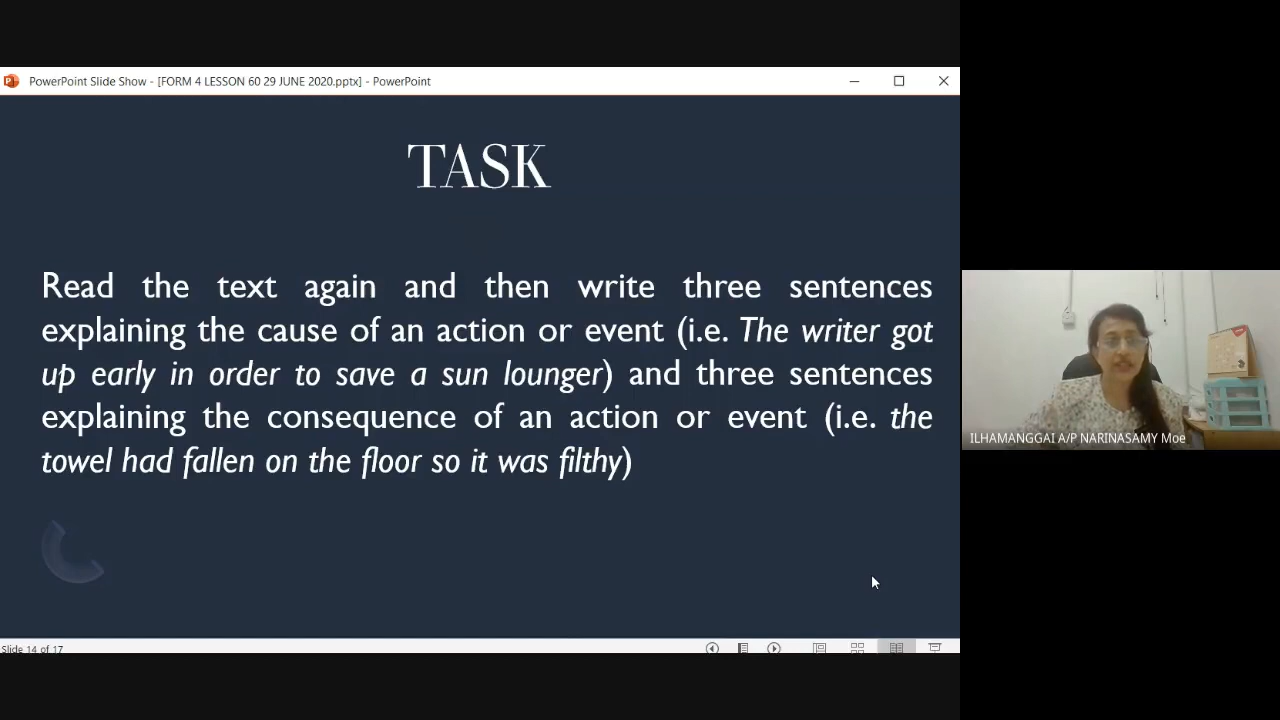 PowerPoint Slide Show - [FORM 4 LESSON 60 29 JUNE 2020.pptx] - PowerPoint
TASK
Read the text again and then write three sentences
explaining the cause of an action or event (i.e. The writer got
up early in order to save a sun lounger) and three sentences
explaining the consequence of an action or event (i.e. the
towel had fallen on the floor so it was filthy)
ILHAMANGGAI A/P NARINASAMY Moe
Slide 14 of 17